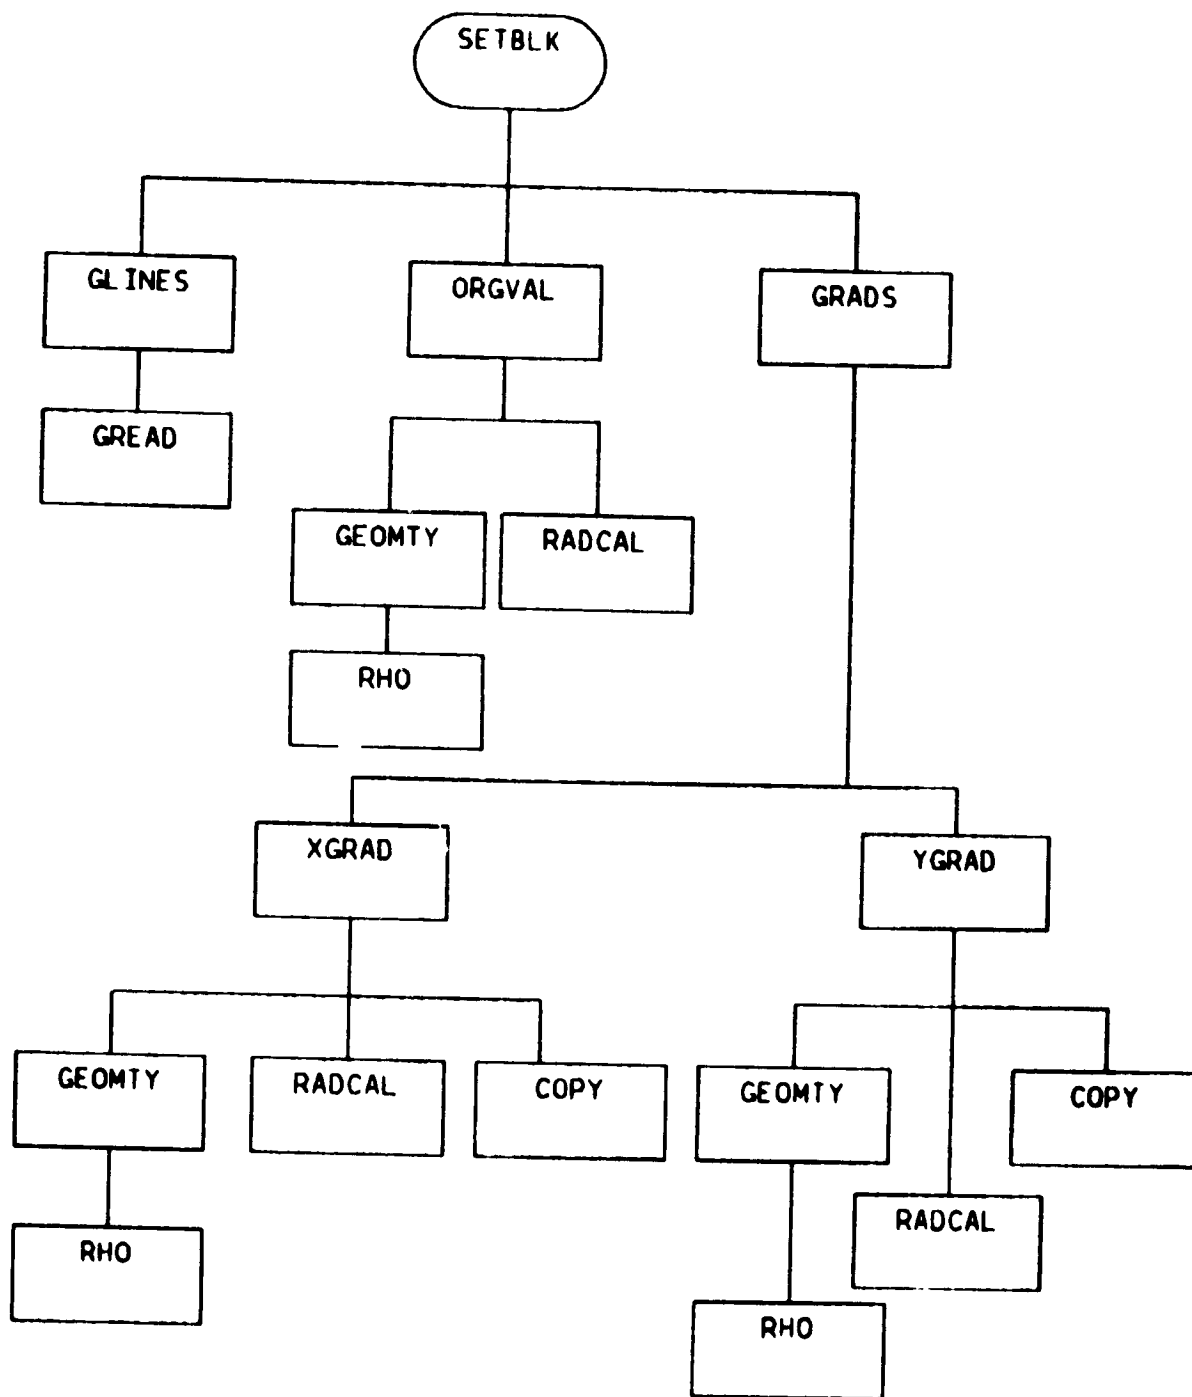 SETBLK
GLINES
ORGVAL
GRADS
GREAD
GEOMTY
RADCAL
RHO
XGRAD
YGRAD
GEOMTY
RADCAL
COPY
GEOMTY
COPY
RADCAL
RHO
RHO